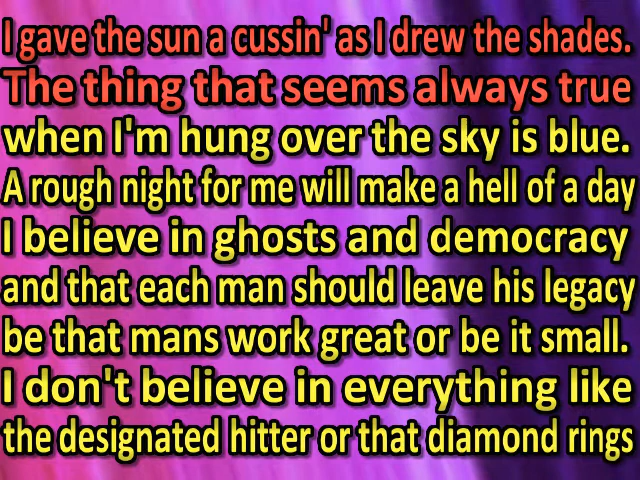 I gave the sun a cussin' as I drew the shades.
The thing that seems always true
when I'm hung over the sky is blue.
A rough night for me will make a hell of a day
I believe in ghosts and democracy
and that each man should leave his legacy
be that mans work great or be it small.
I don't believe in everything like
the designated hitter or that diamond rings